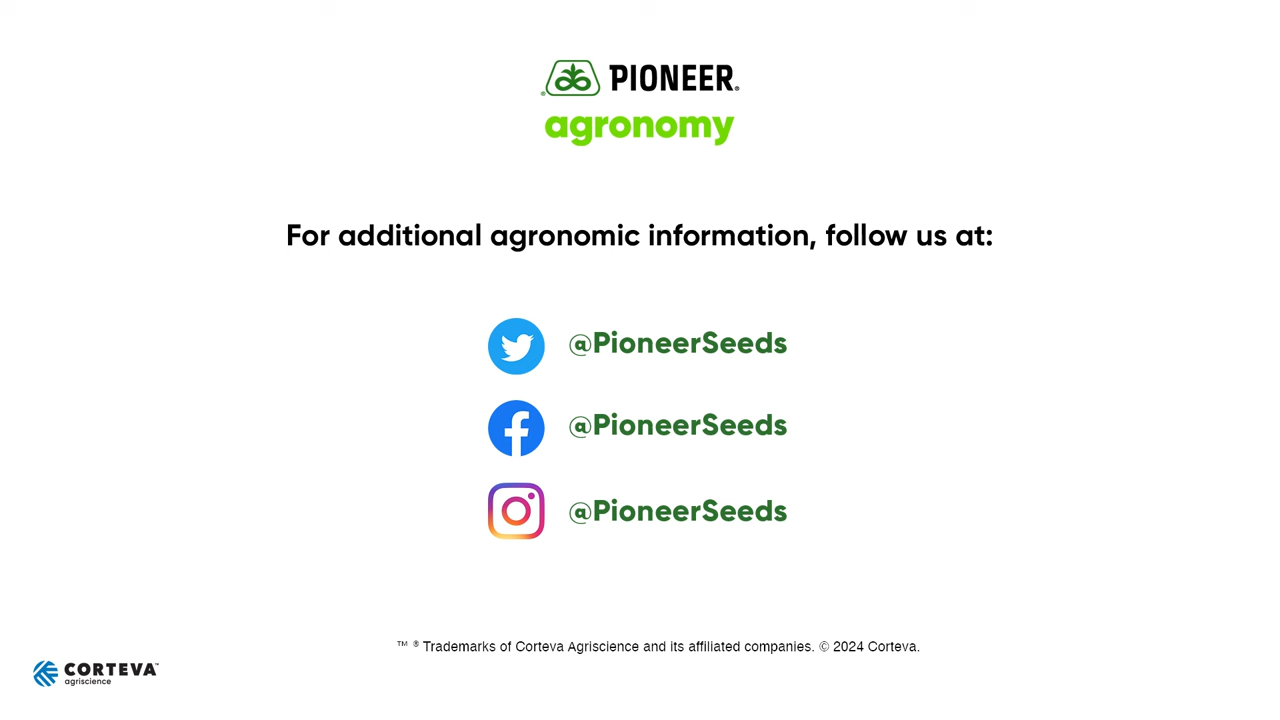 PIONEER®
agronomy
For additional agronomic information, follow us at:
@PioneerSeeds
@PioneerSeeds
@PioneerSeeds
™ ® Trademarks of Corteva Agriscience and its affiliated companies. © 2024 Corteva.
CORTEVA™
agriscience